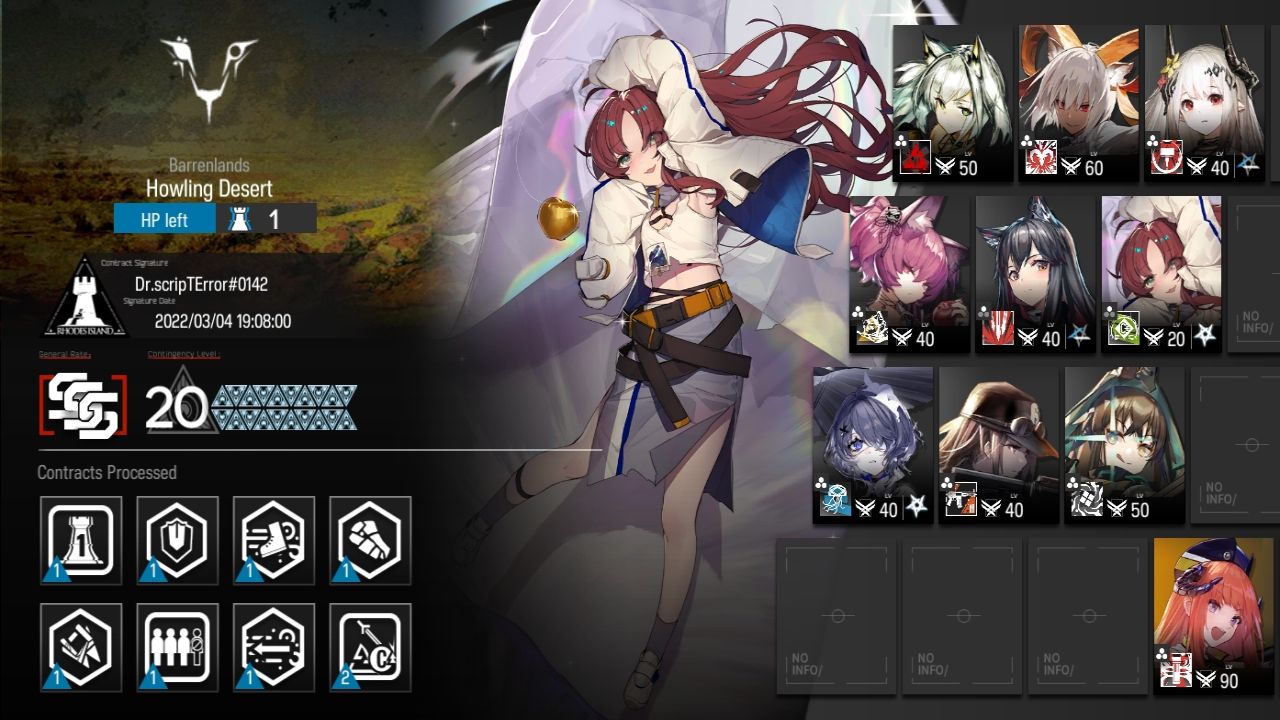 Barrenlands
Howling Desert
HP left
1
Contract Signature
Dr.scripTError#0142
Signature Date
2022/03/04 19:08:00
RHODES ISLAND
General Rate:
Contingency Level:
20
Contracts Processed
1
1
1
1
1
1
1
1
2
LV
50
LV
60
LV
40
LV
40
LV
40
LV
20
NO
INFO/
LV
40
LV
40
LV
50
NO
INFO/
NO
INFO/
NO
INFO/
NO
INFO/
LV
90